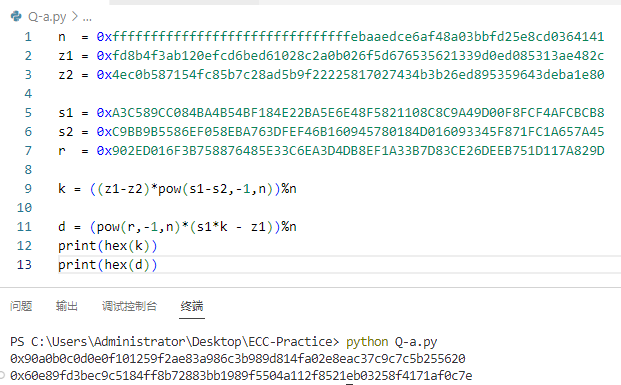 Q-a.py > ...
1 n = 0xfffffffffffffffffffffffffffffffebaaedce6af48a03bbfd25e8cd0364141
2 z1 = 0xfd8b4f3ab120efcd6bed61028c2a0b026f5d676535621339d0ed085313ae482c
3 z2 = 0x4ec0b587154fc85b7c28ad5b9f22225817027434b3b26ed895359643deba1e80
4
5 s1 = 0xA3C589CC084BA4B54BF184E22BA5E6E48F5821108C8C9A49D00F8FCF4AFCBCB8
6 s2 = 0xC9BB9B5586EF058EBA763DFEF46B160945780184D016093345F871FC1A657A45
7 r = 0x902ED016F3B758876485E33C6EA3D4DB8EF1A33B7D83CE26DEEB751D117A829D
8
9 k = ((z1-z2)*pow(s1-s2,-1,n))%n
10
11 d = (pow(r,-1,n)*(s1*k - z1))%n
12 print(hex(k))
13 print(hex(d))
问题 输出 调试控制台 终端
PS C:\Users\Administrator\Desktop\ECC-Practice> python Q-a.py
0x90a0b0c0d0e0f101259f2ae83a986c3b989d814fa02e8eac37c9c7c5b255620
0x60e89fd3bec9c5184ff8b72883bb1989f5504a112f8521eb03258f4171af0c7e